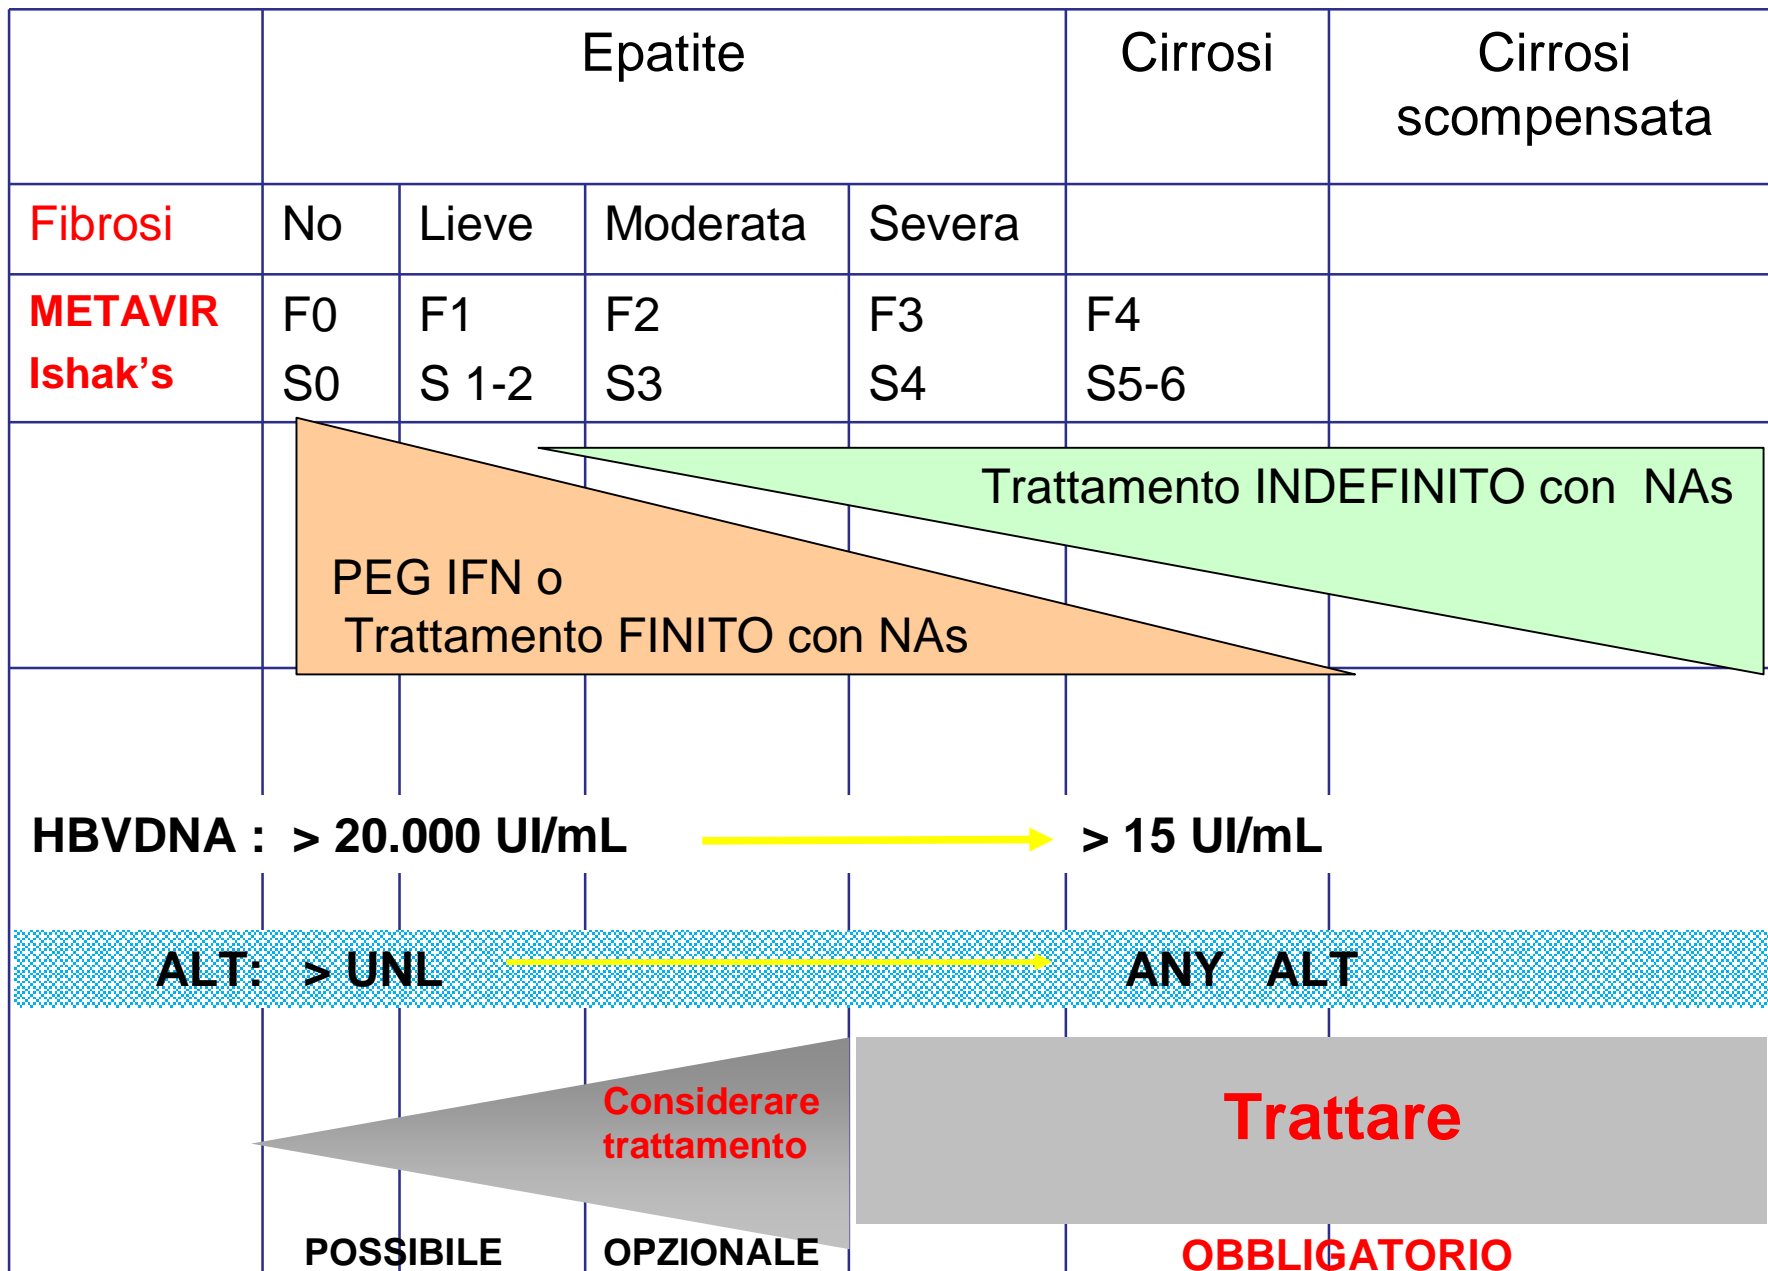 Epatite
Cirrosi
Cirrosi
scompensata
Fibrosi
No
Lieve
Moderata
Severa
METAVIR
Ishak's
F0
S0
F1
S 1-2
F2
S3
F3
S4
F4
S5-6
Trattamento INDEFINITO con NAs
PEG IFN o
Trattamento FINITO con NAs
HBVDNA : > 20.000 UI/mL
> 15 UI/mL
ALT: > UNL
ANY ALT
Considerare
trattamento
Trattare
POSSIBILE
OPZIONALE
OBBLIGATORIO